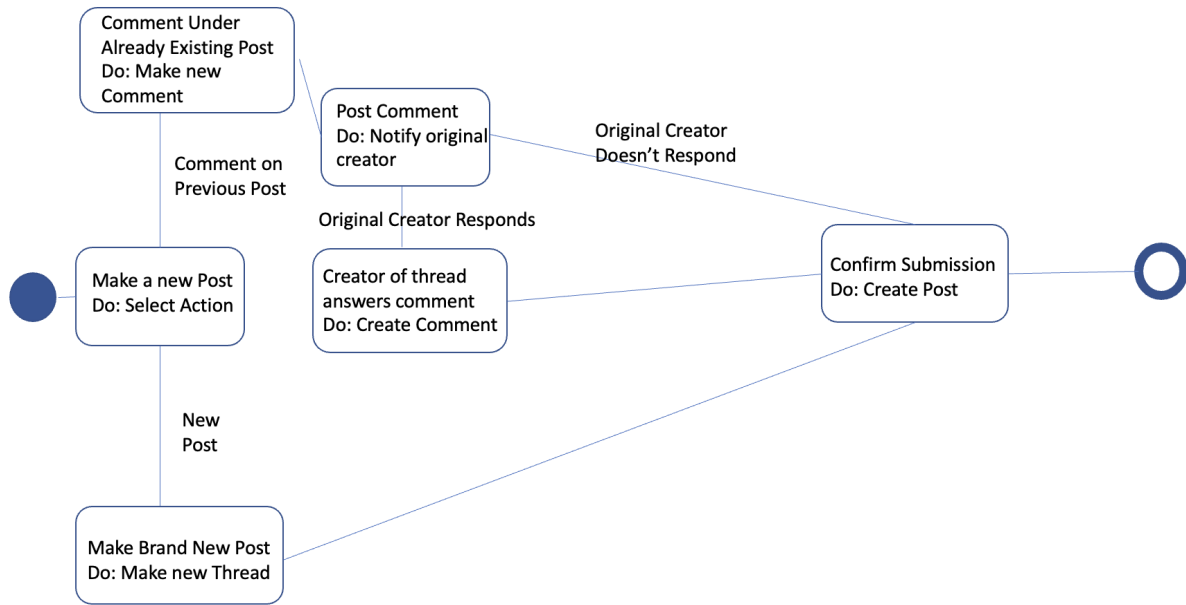 Comment Under
Already Existing Post
Do: Make new
Comment
Post Comment
Do: Notify original
creator
Original Creator
Doesn’t Respond
Comment on
Previous Post
Original Creator Responds
Make a new Post
Do: Select Action
Creator of thread
answers comment
Do: Create Comment
Confirm Submission
Do: Create Post
New
Post
Make Brand New Post
Do: Make new Thread